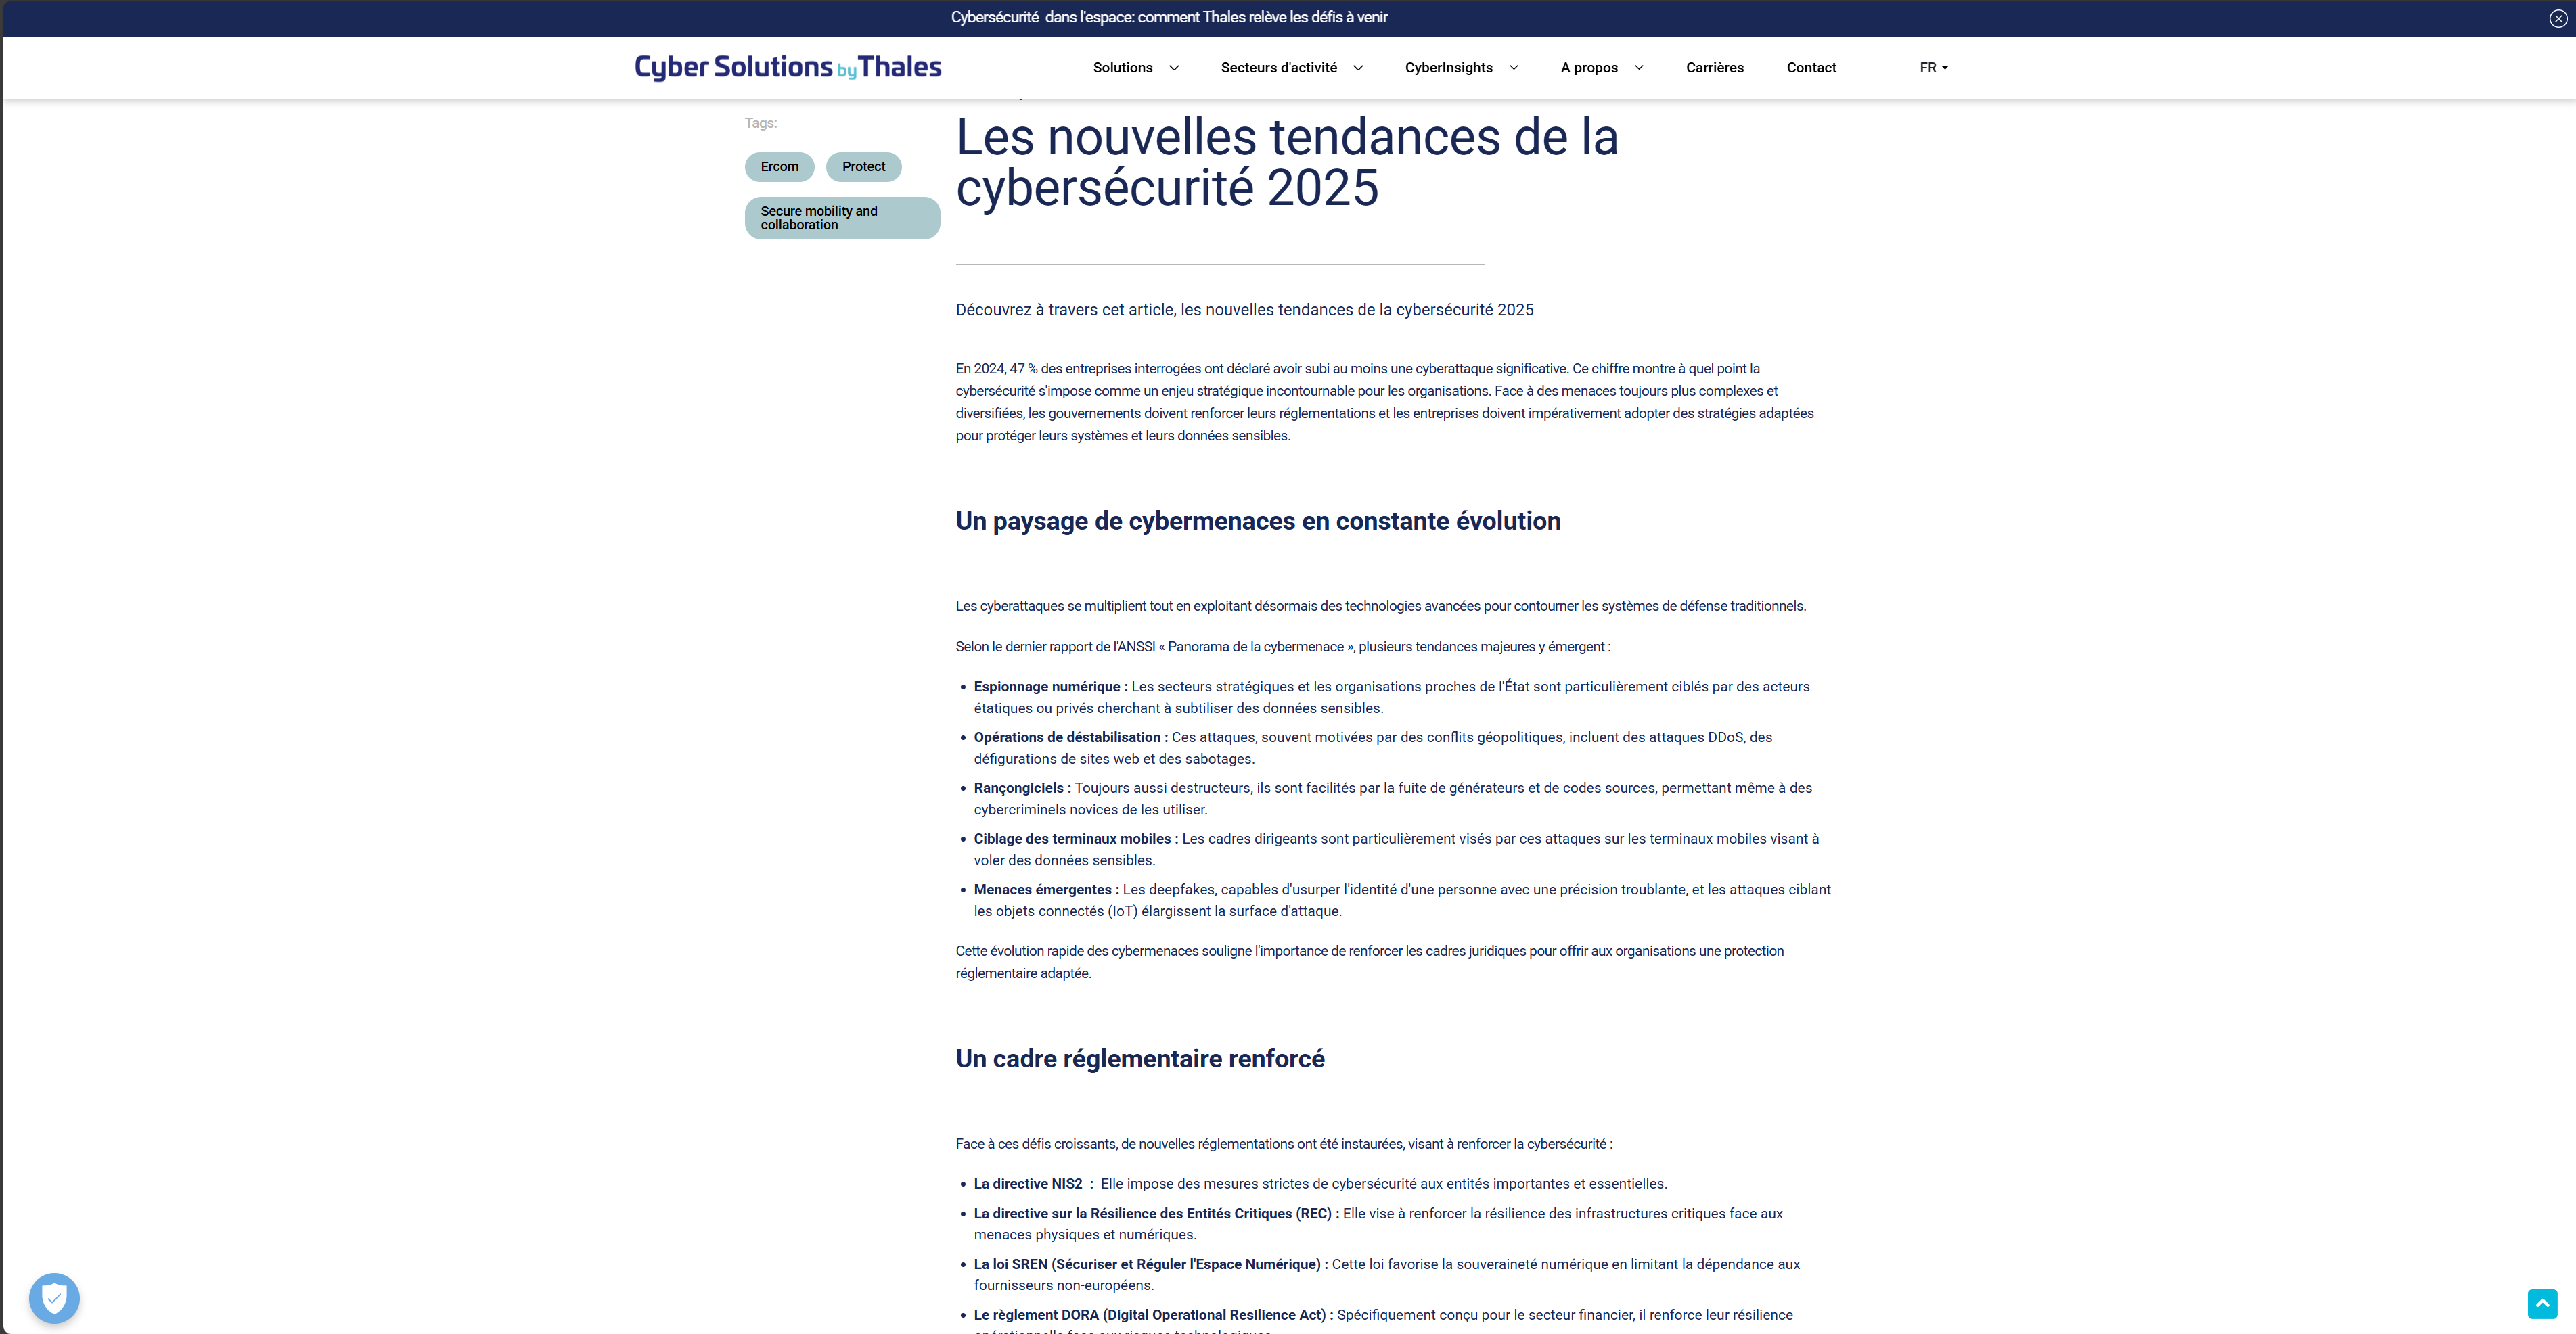 Cybersécurité  dans l'espace: comment Thales relève les défis à venir
Cyber Solutions by Thales
Solutions
Secteurs d'activité
CyberInsights
A propos
Carrières
Contact
FR
Tags:
Ercom
Protect
Secure mobility and
collaboration
Les nouvelles tendances de la
cybersécurité 2025
Découvrez à travers cet article, les nouvelles tendances de la cybersécurité 2025
En 2024, 47 % des entreprises interrogées ont déclaré avoir subi au moins une cyberattaque significative. Ce chiffre montre à quel point la
cybersécurité s'impose comme un enjeu stratégique incontournable pour les organisations. Face à des menaces toujours plus complexes et
diversifiées, les gouvernements doivent renforcer leurs réglementations et les entreprises doivent impérativement adopter des stratégies adaptées
pour protéger leurs systèmes et leurs données sensibles.
Un paysage de cybermenaces en constante évolution
Les cyberattaques se multiplient tout en exploitant désormais des technologies avancées pour contourner les systèmes de défense traditionnels.
Selon le dernier rapport de l'ANSSI « Panorama de la cybermenace », plusieurs tendances majeures y émergent :
• Espionnage numérique : Les secteurs stratégiques et les organisations proches de l'État sont particulièrement ciblés par des acteurs
étatiques ou privés cherchant à subtiliser des données sensibles.
• Opérations de déstabilisation : Ces attaques, souvent motivées par des conflits géopolitiques, incluent des attaques DDoS, des
défigurations de sites web et des sabotages.
• Rançongiciels : Toujours aussi destructeurs, ils sont facilités par la fuite de générateurs et de codes sources, permettant même à des
cybercriminels novices de les utiliser.
• Ciblage des terminaux mobiles : Les cadres dirigeants sont particulièrement visés par ces attaques sur les terminaux mobiles visant à
voler des données sensibles.
• Menaces émergentes : Les deepfakes, capables d'usurper l'identité d'une personne avec une précision troublante, et les attaques ciblant
les objets connectés (IoT) élargissent la surface d'attaque.
Cette évolution rapide des cybermenaces souligne l'importance de renforcer les cadres juridiques pour offrir aux organisations une protection
réglementaire adaptée.
Un cadre réglementaire renforcé
Face à ces défis croissants, de nouvelles réglementations ont été instaurées, visant à renforcer la cybersécurité :
• La directive NIS2  :  Elle impose des mesures strictes de cybersécurité aux entités importantes et essentielles.
• La directive sur la Résilience des Entités Critiques (REC) : Elle vise à renforcer la résilience des infrastructures critiques face aux
menaces physiques et numériques.
• La loi SREN (Sécuriser et Réguler l'Espace Numérique) : Cette loi favorise la souveraineté numérique en limitant la dépendance aux
fournisseurs non-européens.
• Le règlement DORA (Digital Operational Resilience Act) : Spécifiquement conçu pour le secteur financier, il renforce leur résilience